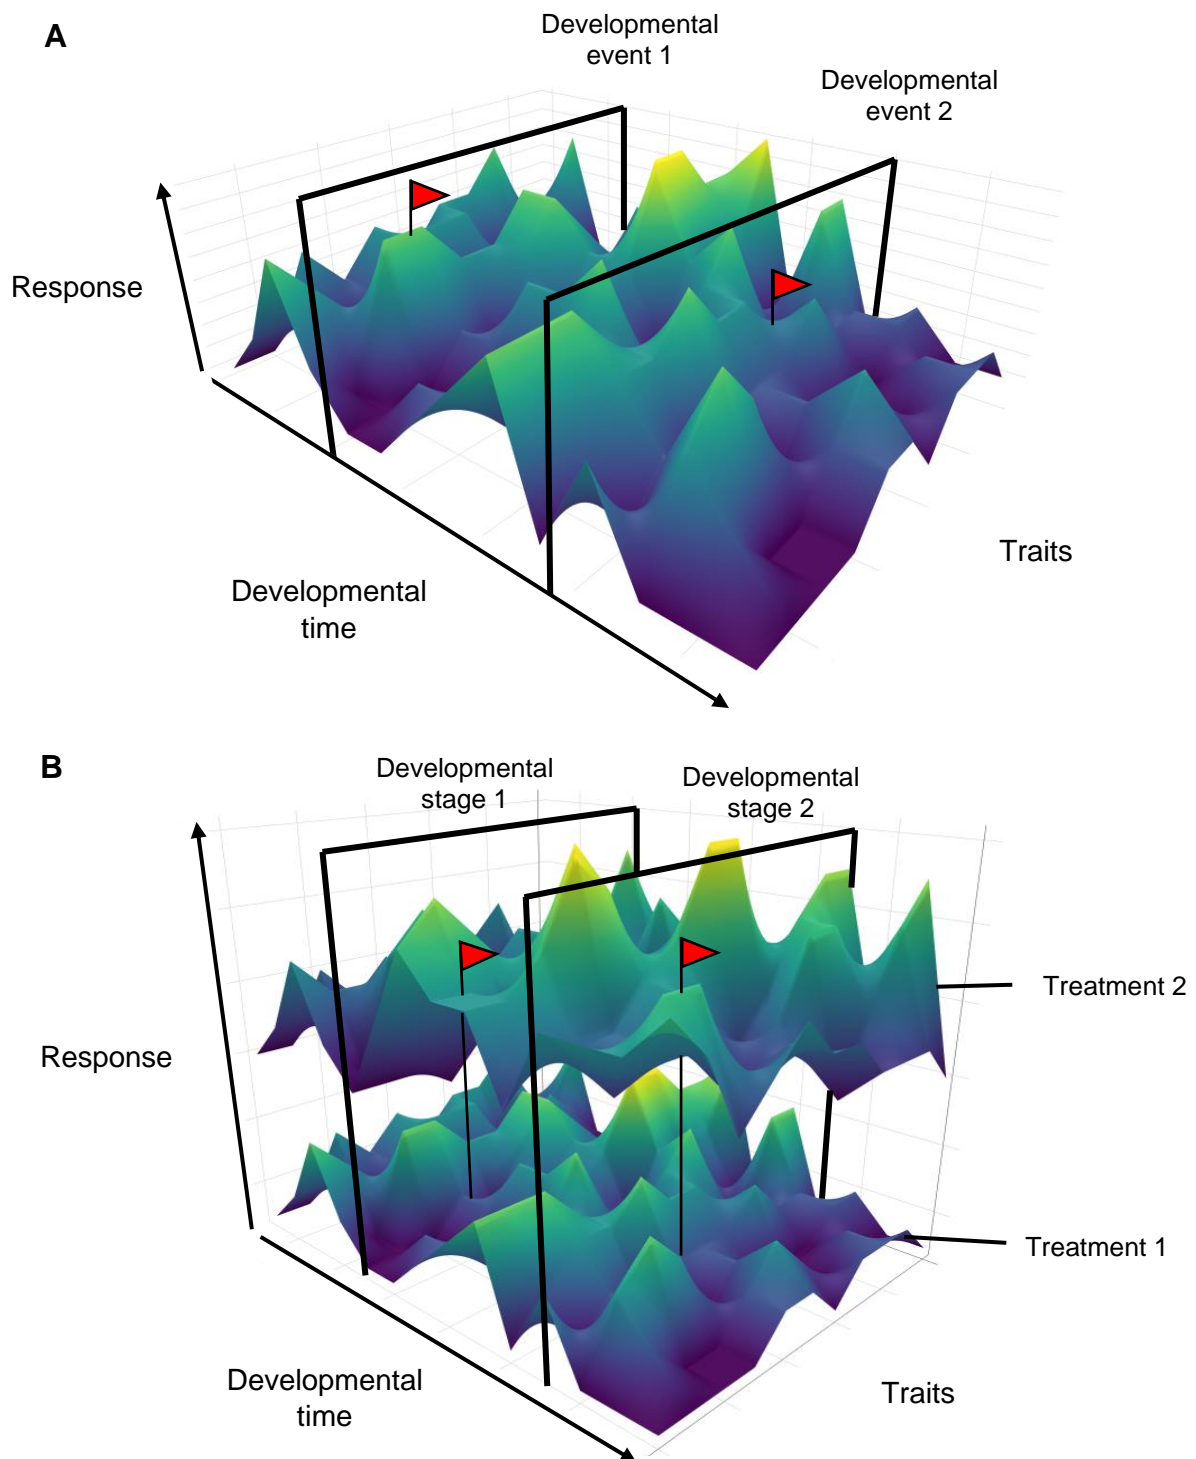 A
Developmental
event 1
Developmental
event 2
Response
Traits
Developmental
time
B
Developmental
stage 1
Developmental
stage 2
Treatment 2
Response
Treatment 1
Developmental
time
Traits